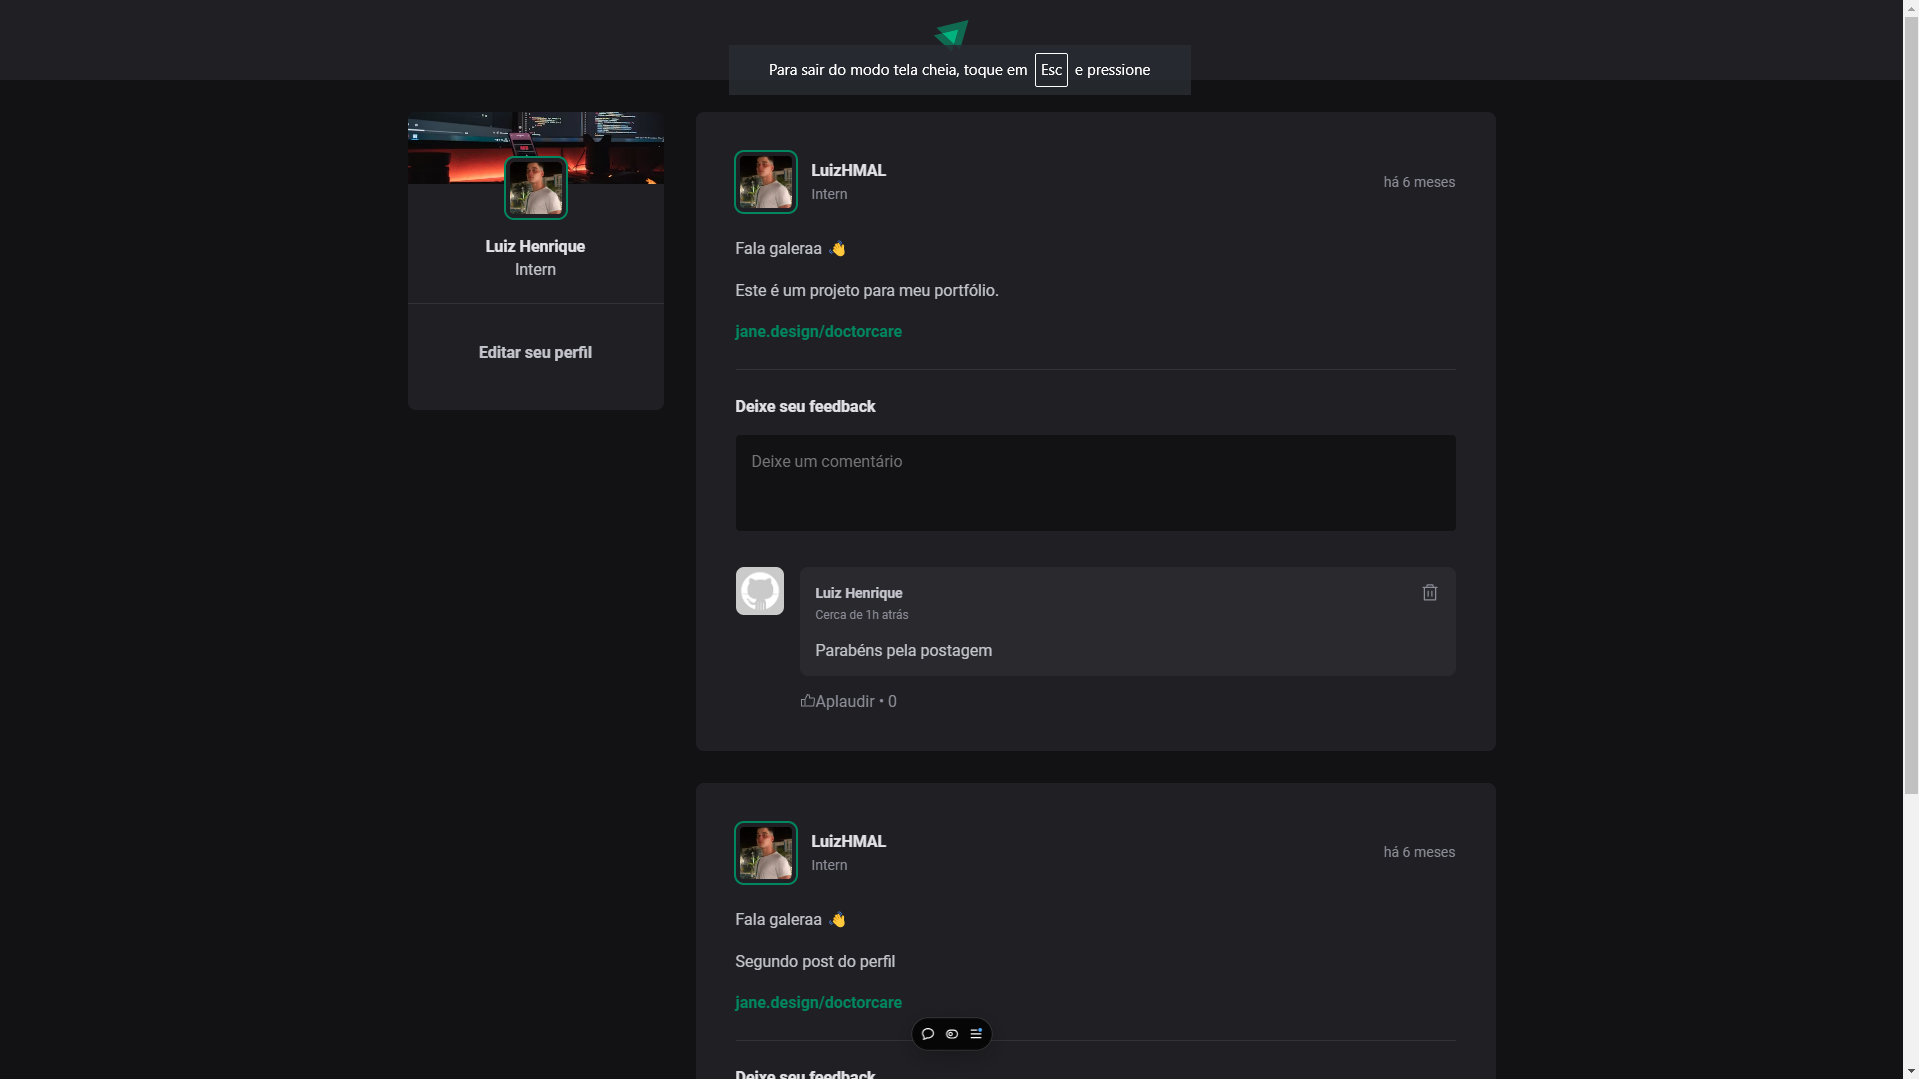 Para sair do modo tela cheia, toque em Esc e pressione
Luiz Henrique
Intern
Editar seu perfil
LuizHMAL
Intern
há 6 meses
Fala galeraa 👋
Este é um projeto para meu portfólio.
jane.design/doctorcare
Deixe seu feedback
Deixe um comentário
Luiz Henrique
Cerca de 1h atrás
Parabéns pela postagem
Aplaudir • 0
LuizHMAL
Intern
há 6 meses
Fala galeraa 👋
Segundo post do perfil
jane.design/doctorcare
Deixe seu feedback